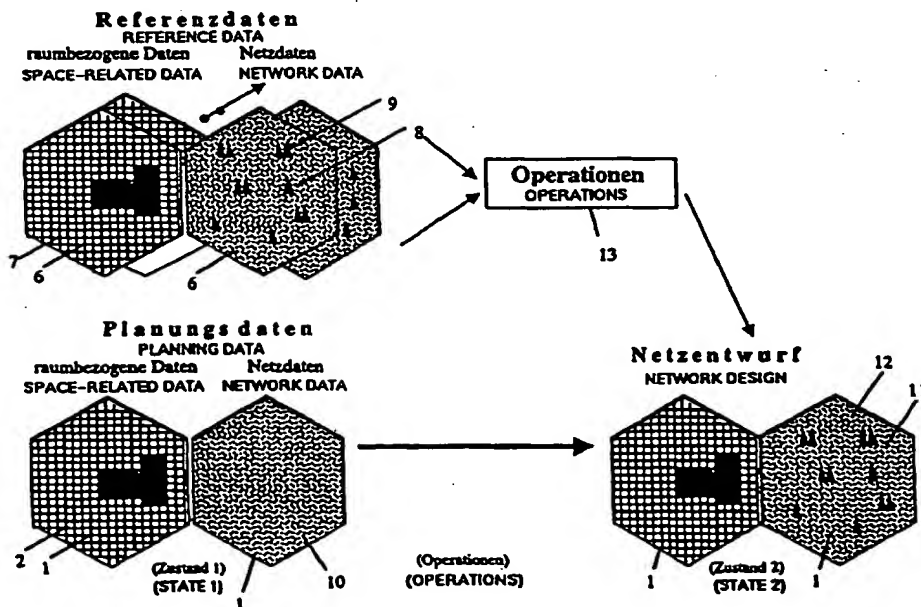 Referenzdaten
REFERENCE DATA
raumbezogene Daten
SPACE-RELATED DATA
Netzdaten
NETWORK DATA
9
8
7
6
6
Operationen
OPERATIONS
13
Planungsdaten
PLANNING DATA
raumbezogene Daten
SPACE-RELATED DATA
Netzdaten
NETWORK DATA
2
1
(Zustand 1)
(STATE 1)
1
10
(Operationen)
(OPERATIONS)
Netzentwurf
NETWORK DESIGN
12
1
1
(Zustand 2)
(STATE 2)
1